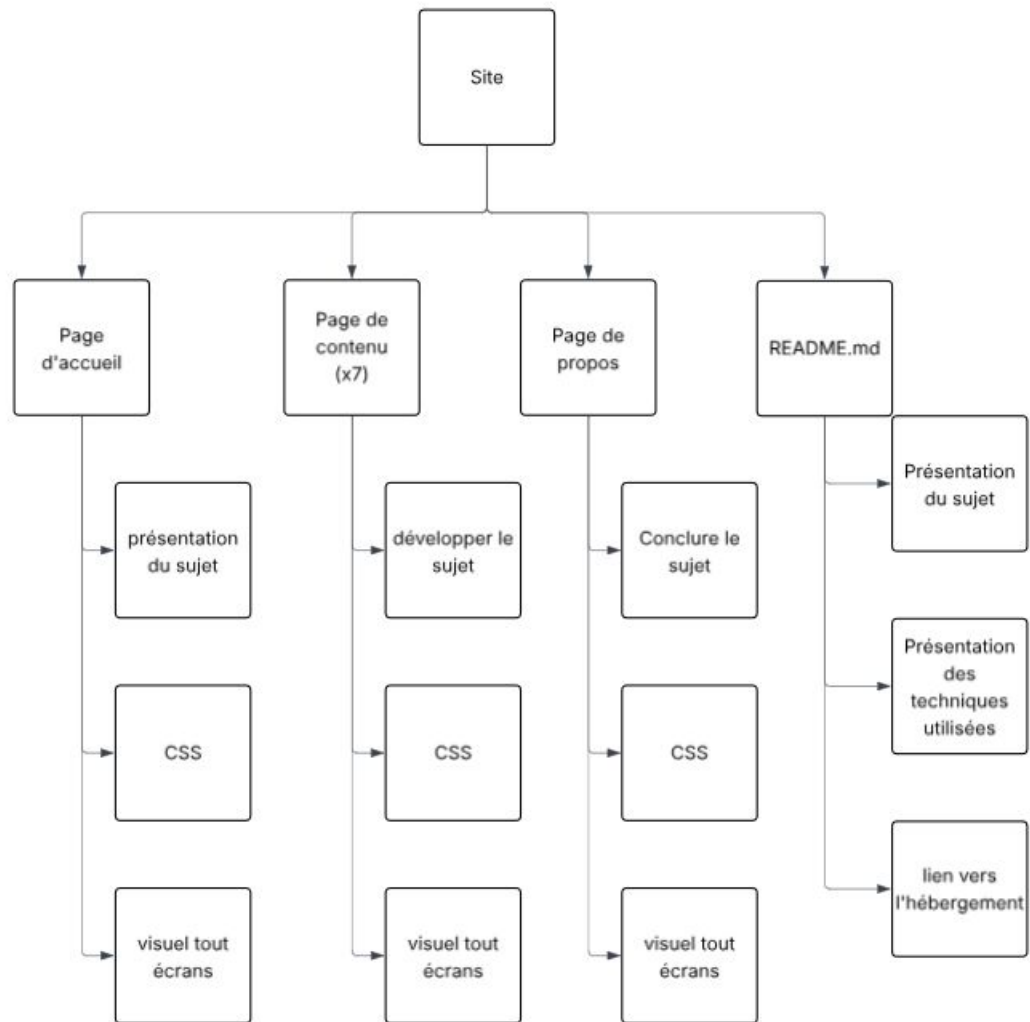 Site
Page
d'accueil
Page de
contenu
(x7)
Page de
propos
README.md
présentation
du sujet
développer le
sujet
Conclure le
sujet
Présentation
du sujet
CSS
CSS
CSS
Présentation
des
techniques
utilisées
visuel tout
écrans
visuel tout
écrans
visuel tout
écrans
lien vers
l'hébergement